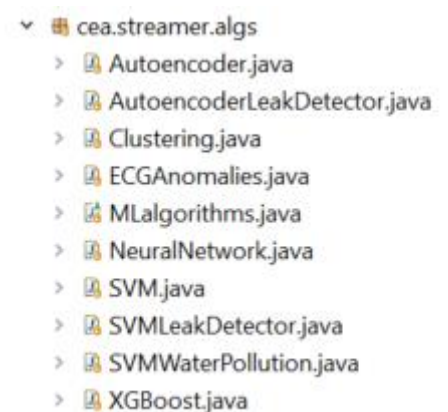 cea.streamer.algs
Autoencoder.java
AutoencoderLeakDetector.java
Clustering.java
ECGAnomalies.java
MLalgorithms.java
NeuralNetwork.java
SVM.java
SVMLeakDetector.java
SVMWaterPollution.java
XGBoost.java